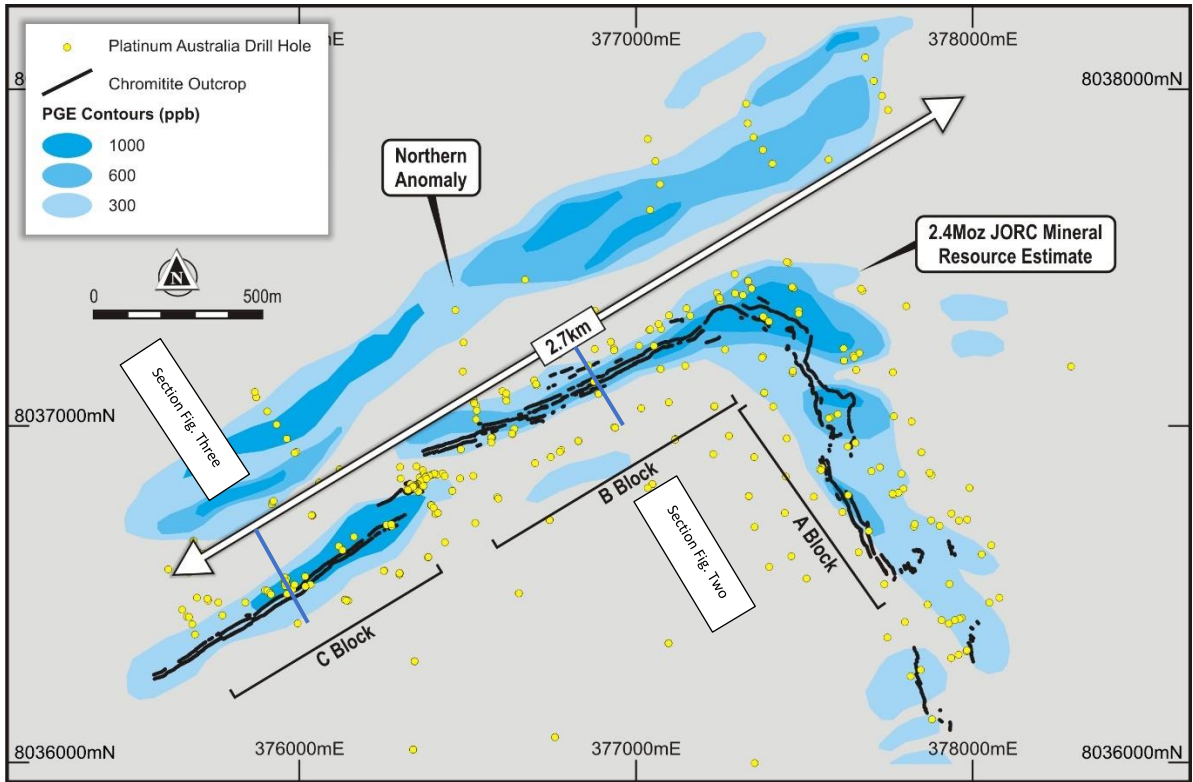 Platinum Australia Drill Hole
Chromitite Outcrop
PGE Contours (ppb)
1000
600
300
mE
377000mE
378000mE
80
8038000mN
Northern
Anomaly
2.4Moz JORC Mineral
Resource Estimate
N
0
500m
2.7km
Section Fig. Three
8037000mN
B Block
Section Fig. Two
A Block
C Block
8036000mN
376000mE
377000mE
378000mE
8036000mN